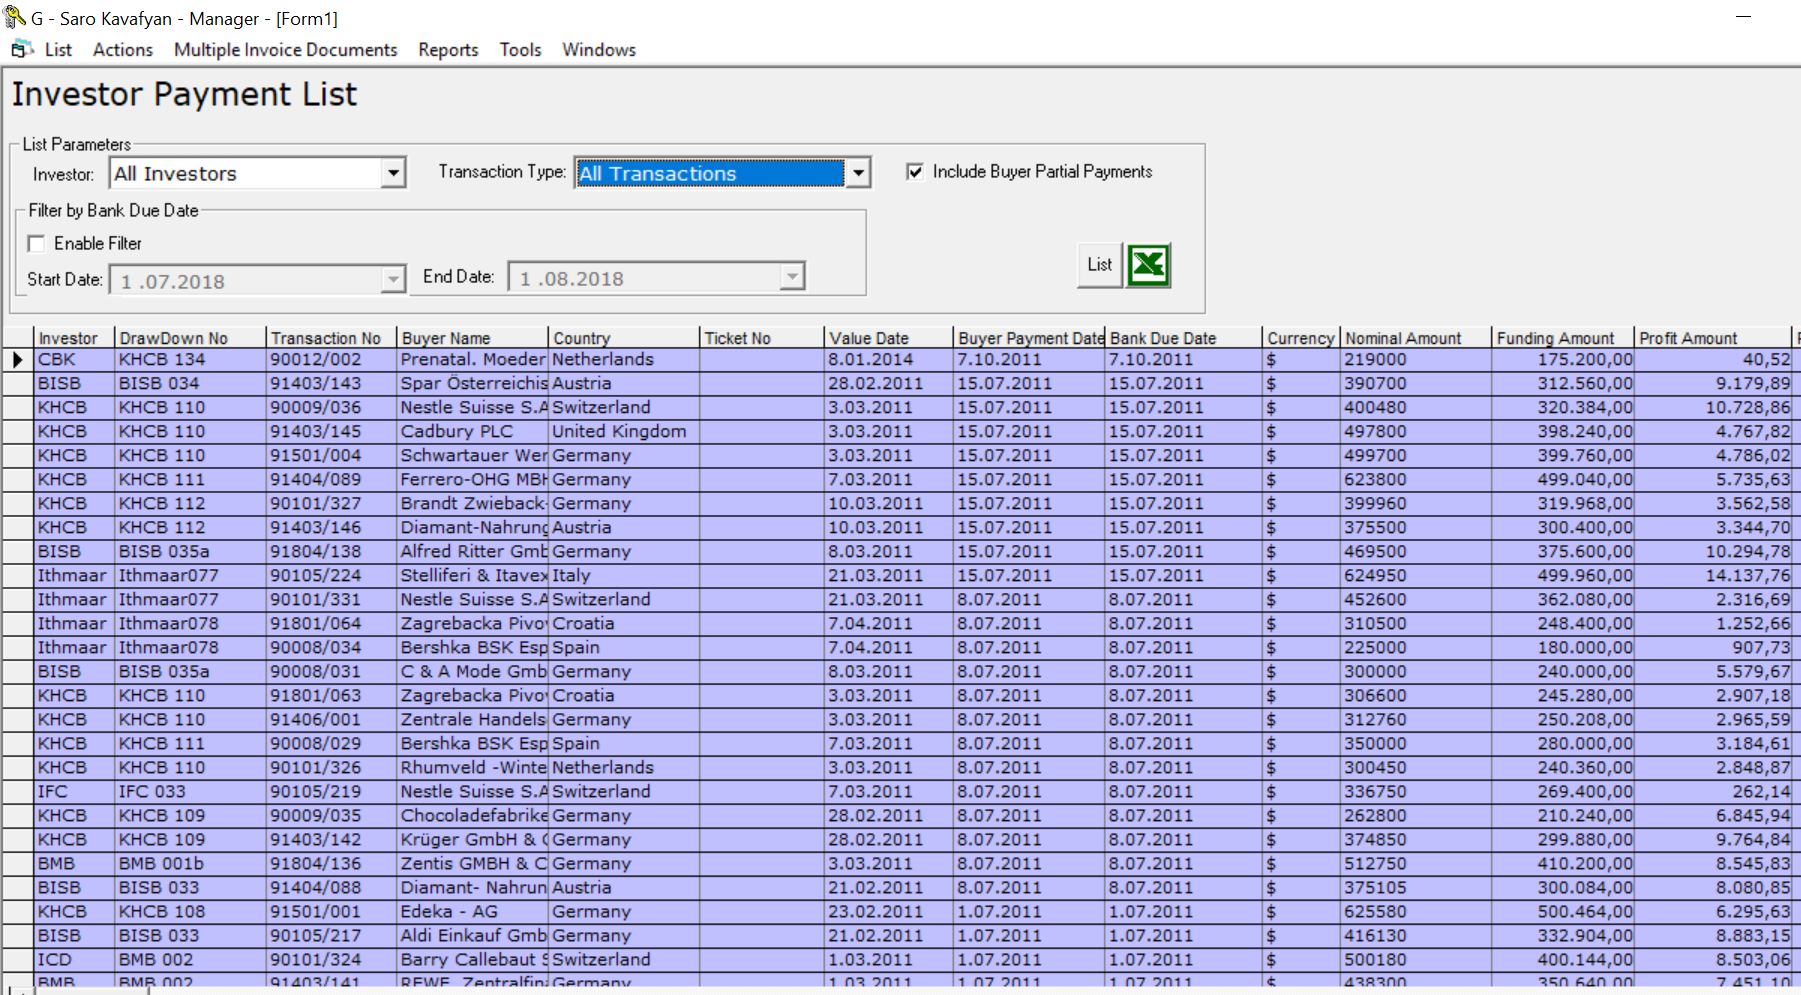 G - Saro Kavafyan - Manager - [Form1]
List Actions Multiple Invoice Documents Reports Tools Windows
Investor Payment List
List Parameters
Investor: All Investors Transaction Type: All Transactions Include Buyer Partial Payments
Filter by Bank Due Date
Enable Filter
Start Date: 1 .07.2018 End Date: 1 .08.2018 List
Investor DrawDown No Transaction No Buyer Name Country Ticket No Value Date Buyer Payment Date Bank Due Date Currency Nominal Amount Funding Amount Profit Amount
CBK KHCB 134 90012/002 Prenatal. Moeder Netherlands 8.01.2014 7.10.2011 7.10.2011 $ 219000 175.200,00 40,52
BISB BISB 034 91403/143 Spar Österreichis Austria 28.02.2011 15.07.2011 15.07.2011 $ 390700 312.560,00 9.179,89
KHCB KHCB 110 90009/036 Nestle Suisse S.A Switzerland 3.03.2011 15.07.2011 15.07.2011 $ 400480 320.384,00 10.728,86
KHCB KHCB 110 91403/145 Cadbury PLC United Kingdom 3.03.2011 15.07.2011 15.07.2011 $ 497800 398.240,00 4.767,82
KHCB KHCB 110 91501/004 Schwartauer Wer Germany 3.03.2011 15.07.2011 15.07.2011 $ 499700 399.760,00 4.786,02
KHCB KHCB 111 91404/089 Ferrero-OHG MBH Germany 7.03.2011 15.07.2011 15.07.2011 $ 623800 499.040,00 5.735,63
KHCB KHCB 112 90101/327 Brandt Zwieback- Germany 10.03.2011 15.07.2011 15.07.2011 $ 399960 319.968,00 3.562,58
KHCB KHCB 112 91403/146 Diamant-Nahrung Austria 10.03.2011 15.07.2011 15.07.2011 $ 375500 300.400,00 3.344,70
BISB BISB 035a 91804/138 Alfred Ritter Gmb Germany 8.03.2011 15.07.2011 15.07.2011 $ 469500 375.600,00 10.294,78
Ithmaar Ithmaar077 90105/224 Stelliferi & Itavex Italy 21.03.2011 15.07.2011 15.07.2011 $ 624950 499.960,00 14.137,76
Ithmaar Ithmaar077 90101/331 Nestle Suisse S.A Switzerland 21.03.2011 8.07.2011 8.07.2011 $ 452600 362.080,00 2.316,69
Ithmaar Ithmaar078 91801/064 Zagrebacka Pivov Croatia 7.04.2011 8.07.2011 8.07.2011 $ 310500 248.400,00 1.252,66
Ithmaar Ithmaar078 90008/034 Bershka BSK Esp Spain 7.04.2011 8.07.2011 8.07.2011 $ 225000 180.000,00 907,73
BISB BISB 035a 90008/031 C & A Mode Gmb Germany 8.03.2011 8.07.2011 8.07.2011 $ 300000 240.000,00 5.579,67
KHCB KHCB 110 91801/063 Zagrebacka Pivov Croatia 3.03.2011 8.07.2011 8.07.2011 $ 306600 245.280,00 2.907,18
KHCB KHCB 110 91406/001 Zentrale Handels Germany 3.03.2011 8.07.2011 8.07.2011 $ 312760 250.208,00 2.965,59
KHCB KHCB 111 90008/029 Bershka BSK Esp Spain 7.03.2011 8.07.2011 8.07.2011 $ 350000 280.000,00 3.184,61
KHCB KHCB 110 90101/326 Rhumveld -Winte Netherlands 3.03.2011 8.07.2011 8.07.2011 $ 300450 240.360,00 2.848,87
IFC IFC 033 90105/219 Nestle Suisse S.A Switzerland 7.03.2011 8.07.2011 8.07.2011 $ 336750 269.400,00 262,14
KHCB KHCB 109 90009/035 Chocoladefabrike Germany 28.02.2011 8.07.2011 8.07.2011 $ 262800 210.240,00 6.845,94
KHCB KHCB 109 91403/142 Krüger GmbH & C Germany 28.02.2011 8.07.2011 8.07.2011 $ 374850 299.880,00 9.764,84
BMB BMB 001b 91804/136 Zentis GMBH & C Germany 3.03.2011 8.07.2011 8.07.2011 $ 512750 410.200,00 8.545,83
BISB BISB 033 91404/088 Diamant- Nahrun Austria 21.02.2011 8.07.2011 8.07.2011 $ 375105 300.084,00 8.080,85
KHCB KHCB 108 91501/001 Edeka - AG Germany 23.02.2011 1.07.2011 1.07.2011 $ 625580 500.464,00 6.295,63
BISB BISB 033 90105/217 Aldi Einkauf Gmb Germany 21.02.2011 1.07.2011 1.07.2011 $ 416130 332.904,00 8.883,15
ICD BMB 002 90101/324 Barry Callebaut S Switzerland 1.03.2011 1.07.2011 1.07.2011 $ 500180 400.144,00 8.503,06
BMB BMB 002 91403/141 REWE Zentralfina Germany 1.03.2011 1.07.2011 1.07.2011 $ 438300 350.640,00 7.451,10